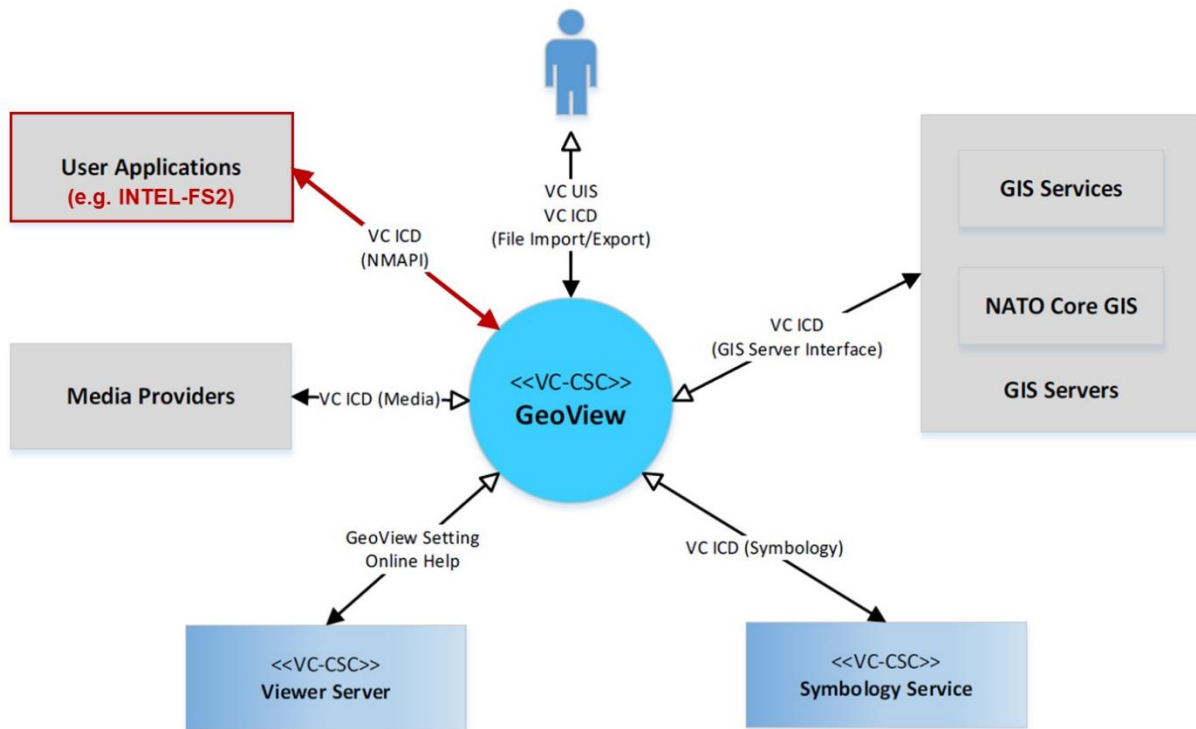 User Applications
(e.g. INTEL-FS2)
VC UIS
VC ICD
(File Import/Export)
GIS Services
NATO Core GIS
GIS Servers
VC ICD
(NMAPI)
VC ICD
(GIS Server Interface)
Media Providers
VC ICD (Media)
<<VC-CSC>>
GeoView
GeoView Setting
Online Help
VC ICD (Symbology)
<<VC-CSC>>
Viewer Server
<<VC-CSC>>
Symbology Service